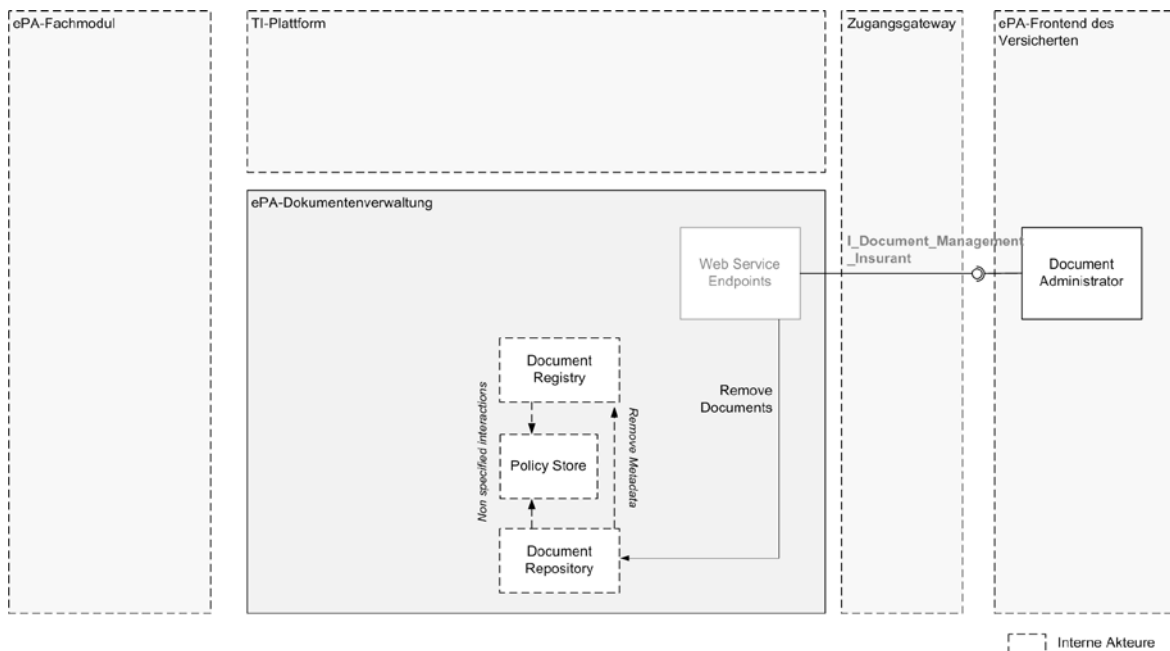 ePA-Fachmodul
TI-Plattform
Zugangsgateway
ePA-Frontend des
Versicherten
ePA-Dokumentenverwaltung
I_Document_Management
_Insurant
Web Service
Endpoints
Document
Administrator
Document
Registry
Remove
Documents
Non specified interactions
Remove Metadata
Policy Store
Document
Repository
Interne Akteure